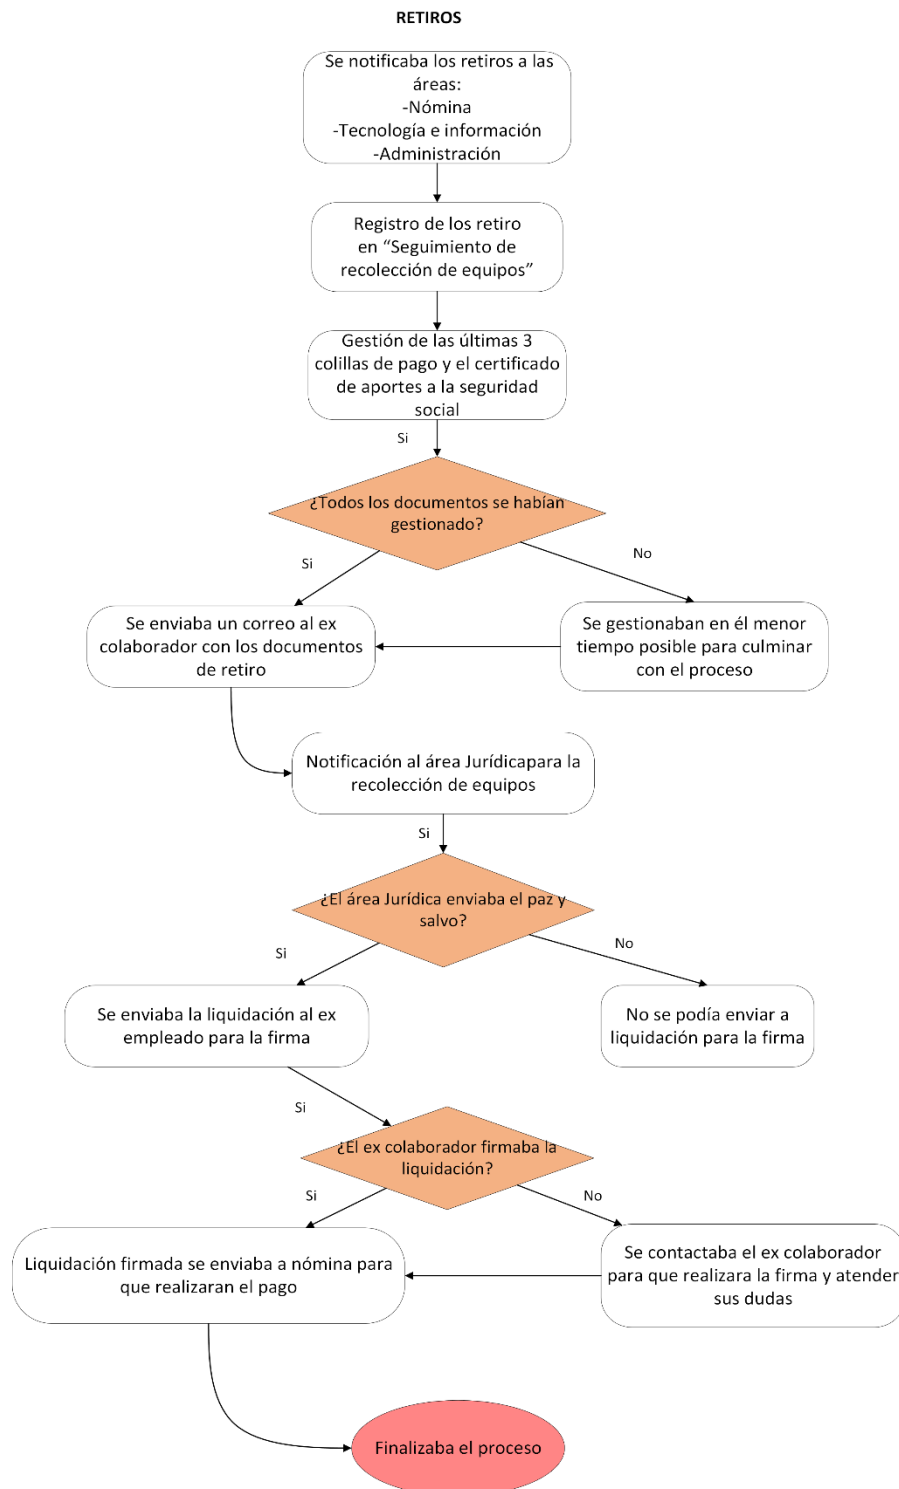 RETIROS
Se notificaba los retiros a las
áreas:
-Nómina
-Tecnología e información
-Administración
Registro de los retiro
en “Seguimiento de
recolección de equipos”
Gestión de las últimas 3
colillas de pago y el certificado
de aportes a la seguridad
social
Si
¿Todos los documentos se habían
gestionado?
Si
No
Se enviaba un correo al ex
colaborador con los documentos
de retiro
Se gestionaban en él menor
tiempo posible para culminar
con el proceso
Notificación al área Jurídicapara la
recolección de equipos
Si
¿El área Jurídica enviaba el paz y
salvo?
Si
No
Se enviaba la liquidación al ex
empleado para la firma
No se podía enviar a
liquidación para la firma
Si
¿El ex colaborador firmaba la
liquidación?
Si
No
Liquidación firmada se enviaba a nómina para
que realizaran el pago
Se contactaba el ex colaborador
para que realizara la firma y atender
sus dudas
Finalizaba el proceso